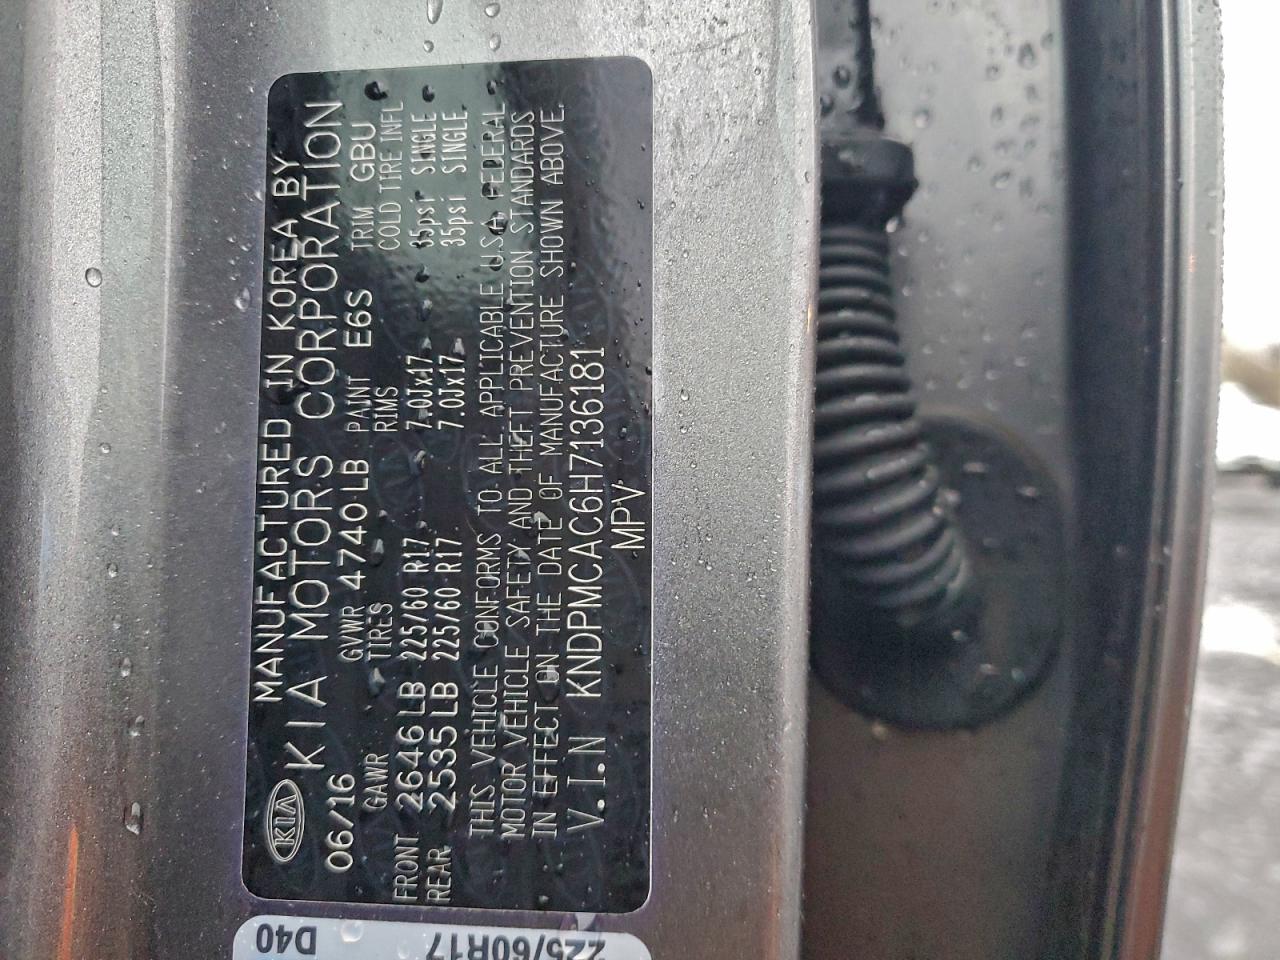 KIA
MANUFACTURED IN KOREA BY
KIA MOTORS CORPORATION
06/16 GVWR 4740LB PAINT E6S TRIM GBU
GAWR TIRES RIMS COLD TIRE INFL
FRONT 2646LB 225/60 R17 7.0Jx17 35psi SINGLE
REAR 2535LB 225/60 R17 7.0Jx17 35psi SINGLE
THIS VEHICLE CONFORMS TO ALL APPLICABLE U.S.A FEDERAL
MOTOR VEHICLE SAFETY AND THEFT PREVENTION STANDARDS
IN EFFECT ON THE DATE OF MANUFACTURE SHOWN ABOVE.
V.I.N KNDPMCAC6H7136181
MPV
225/60R17
D40